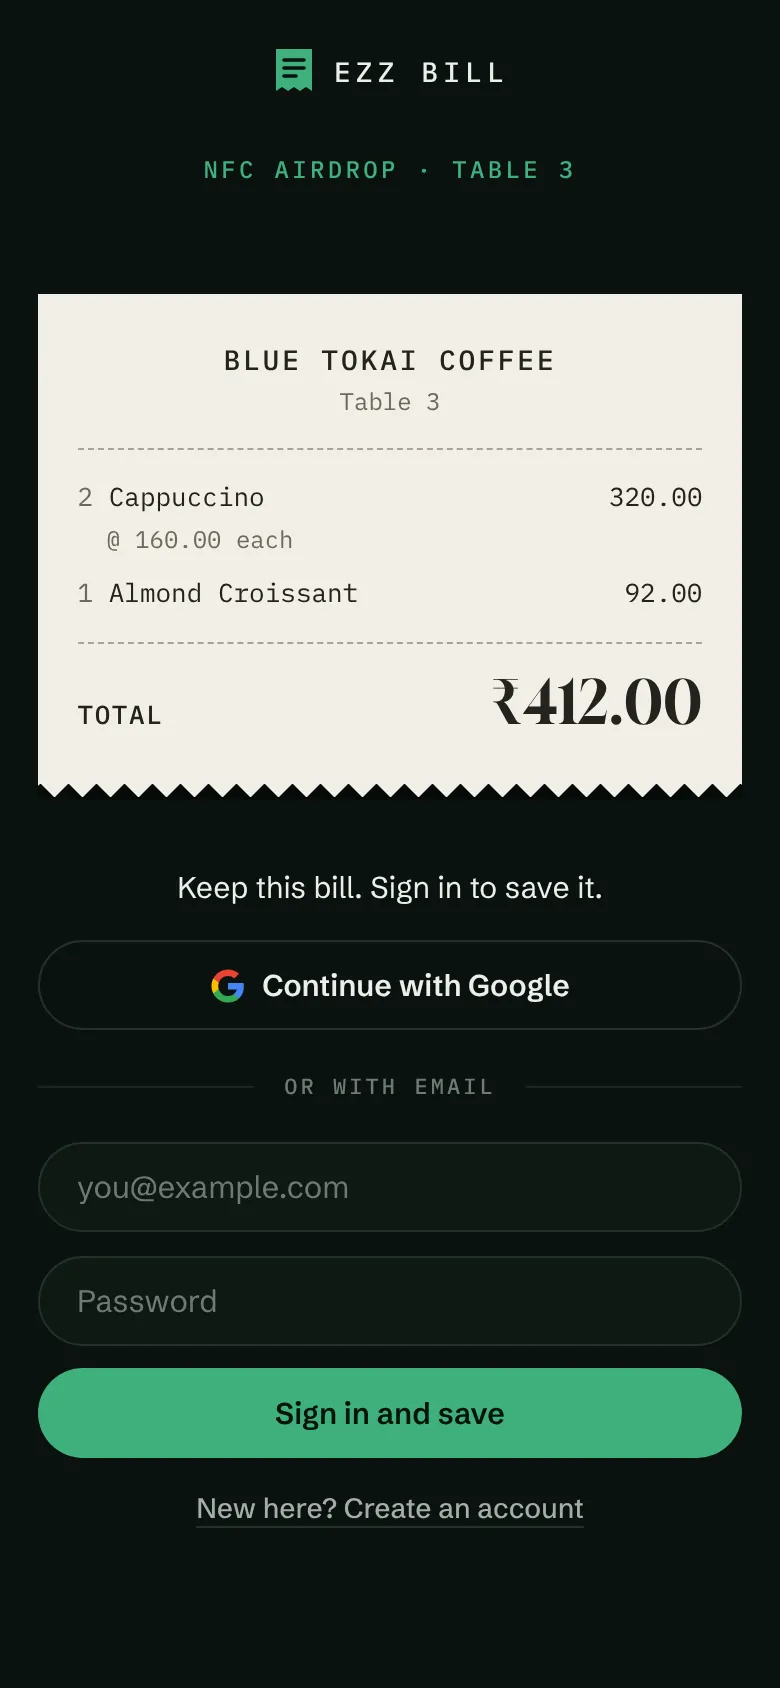 EZZ BILL
NFC AIRDROP · TABLE 3
BLUE TOKAI COFFEE
Table 3
2 Cappuccino 320.00
@ 160.00 each
1 Almond Croissant 92.00
TOTAL ₹412.00
Keep this bill. Sign in to save it.
Continue with Google
OR WITH EMAIL
you@example.com
Password
Sign in and save
New here? Create an account